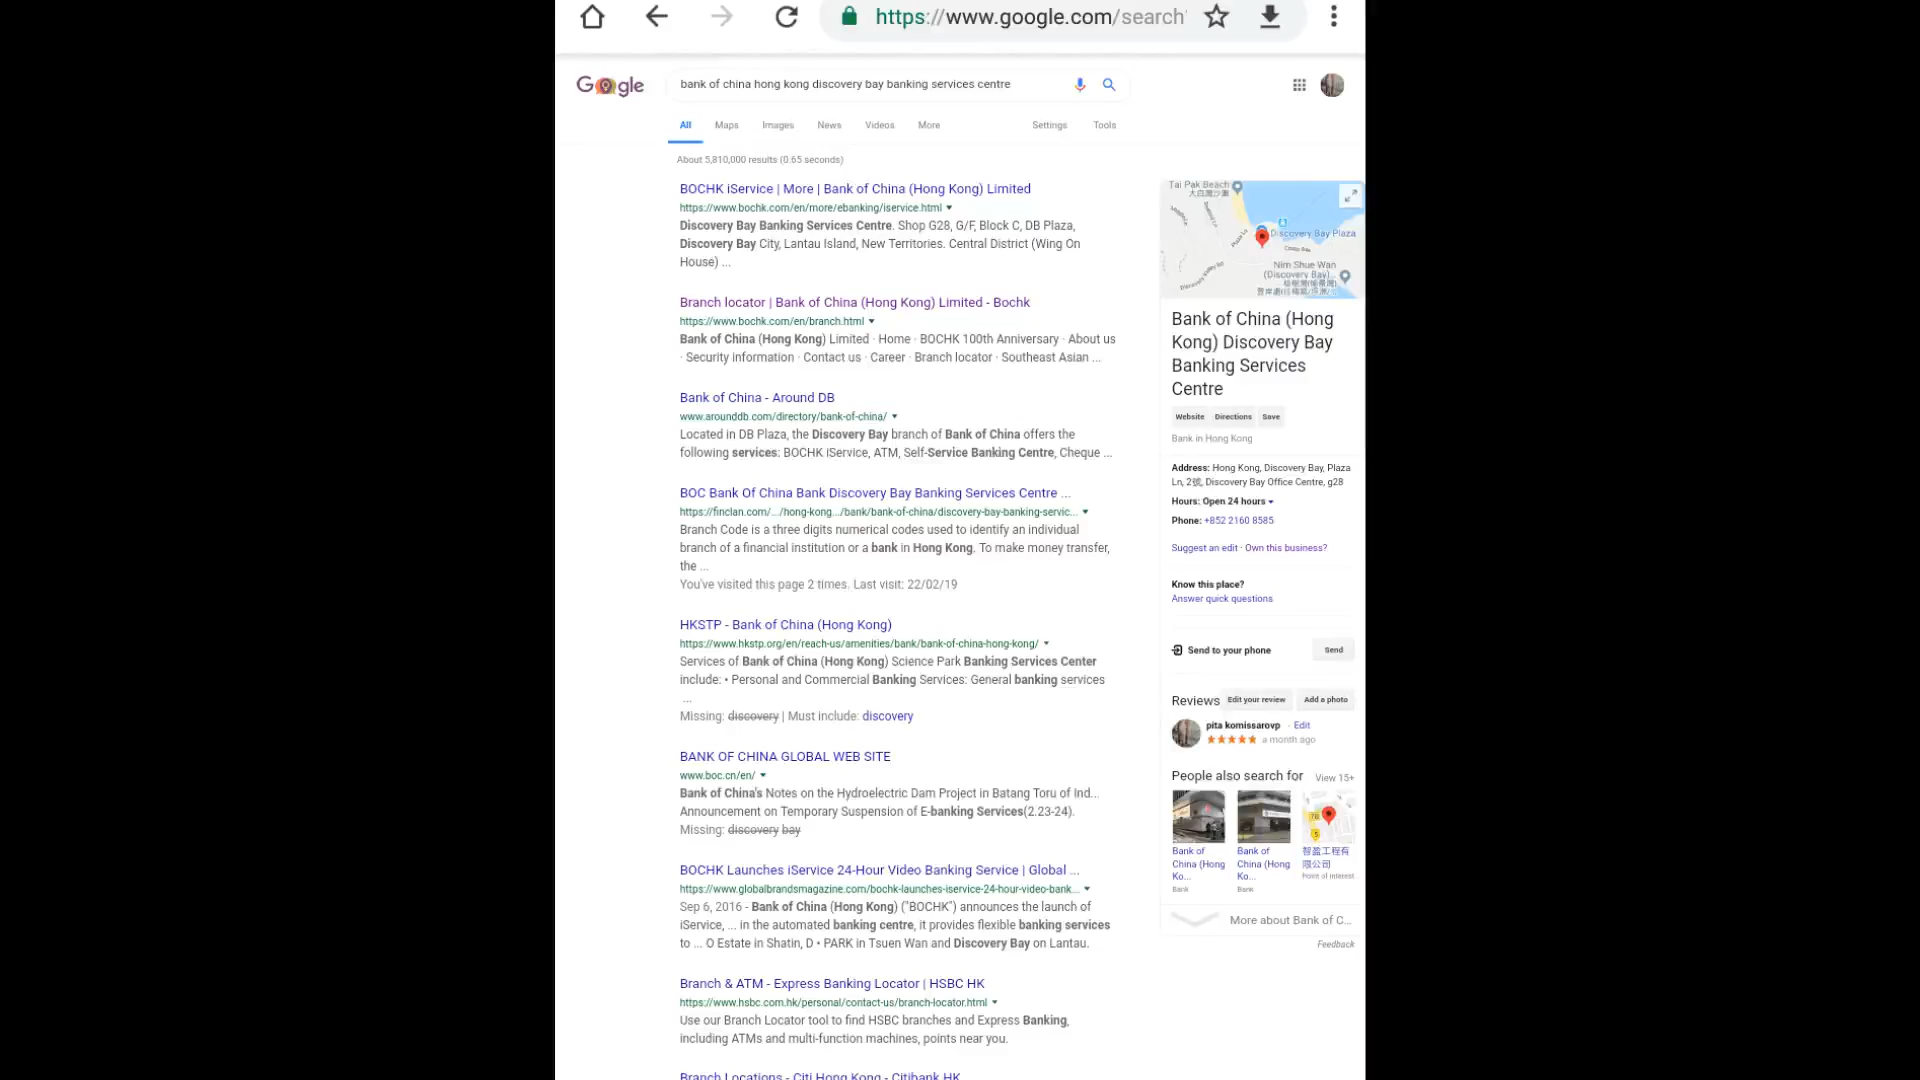 https://www.google.com/search
Google
bank of china hong kong discovery bay banking services centre
All Maps Images News Videos More Settings Tools
About 5,810,000 results (0.65 seconds)
BOCHK iService | More | Bank of China (Hong Kong) Limited
https://www.bochk.com/en/more/ebanking/iservice.html
Discovery Bay Banking Services Centre. Shop G28, G/F, Block C, DB Plaza,
Discovery Bay City, Lantau Island, New Territories. Central District (Wing On
House) ...
Branch locator | Bank of China (Hong Kong) Limited - Bochk
https://www.bochk.com/en/branch.html
Bank of China (Hong Kong) Limited · Home · BOCHK 100th Anniversary · About us
· Security information · Contact us · Career · Branch locator · Southeast Asian ...
Bank of China - Around DB
www.arounddb.com/directory/bank-of-china/
Located in DB Plaza, the Discovery Bay branch of Bank of China offers the
following services: BOCHK iService, ATM, Self-Service Banking Centre, Cheque ...
BOC Bank Of China Bank Discovery Bay Banking Services Centre ...
https://finclan.com/.../hong-kong.../bank/bank-of-china/discovery-bay-banking-servic...
Branch Code is a three digits numerical codes used to identify an individual
branch of a financial institution or a bank in Hong Kong. To make money transfer,
the ...
You've visited this page 2 times. Last visit: 22/02/19
HKSTP - Bank of China (Hong Kong)
https://www.hkstp.org/en/reach-us/amenities/bank/bank-of-china-hong-kong/
Services of Bank of China (Hong Kong) Science Park Banking Services Center
include: • Personal and Commercial Banking Services: General banking services
...
Missing: discovery | Must include: discovery
BANK OF CHINA GLOBAL WEB SITE
www.boc.cn/en/
Bank of China's Notes on the Hydroelectric Dam Project in Batang Toru of Ind...
Announcement on Temporary Suspension of E-banking Services(2.23-24).
Missing: discovery bay
BOCHK Launches iService 24-Hour Video Banking Service | Global ...
https://www.globalbrandsmagazine.com/bochk-launches-iservice-24-hour-video-bank...
Sep 6, 2016 - Bank of China (Hong Kong) ("BOCHK") announces the launch of
iService, ... in the automated banking centre, it provides flexible banking services
to ... O Estate in Shatin, D • PARK in Tsuen Wan and Discovery Bay on Lantau.
Branch & ATM - Express Banking Locator | HSBC HK
https://www.hsbc.com.hk/personal/contact-us/branch-locator.html
Use our Branch Locator tool to find HSBC branches and Express Banking,
including ATMs and multi-function machines, points near you.
Branch Locations - Citi Hong Kong - Citibank HK
Tai Pak Beach
大白灣沙灘
Discovery Bay Plaza
Plaza Ln
Discovery Valley Rd
Nim Shue Wan
(Discovery Bay)...
Bank of China (Hong
Kong) Discovery Bay
Banking Services
Centre
Website Directions Save
Bank in Hong Kong
Address: Hong Kong, Discovery Bay, Plaza
Ln, 2號, Discovery Bay Office Centre, g28
Hours: Open 24 hours
Phone: +852 2160 8585
Suggest an edit · Own this business?
Know this place?
Answer quick questions
Send to your phone Send
Reviews Edit your review Add a photo
pita komissarovp · Edit
a month ago
People also search for View 15+
Bank of
China (Hong
Ko...
Bank
Bank of
China (Hong
Ko...
Bank
智盈工程有
限公司
Point of interest
More about Bank of C...
Feedback